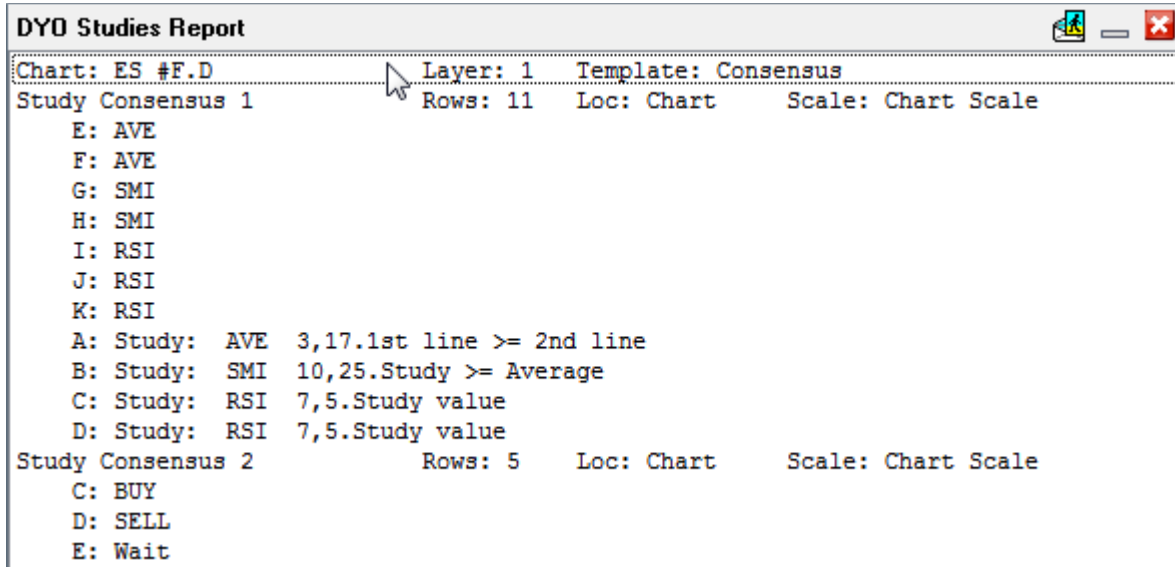 DYO Studies Report
Chart: ES #F.D Layer: 1 Template: Consensus
Study Consensus 1 Rows: 11 Loc: Chart Scale: Chart Scale
E: AVE
F: AVE
G: SMI
H: SMI
I: RSI
J: RSI
K: RSI
A: Study: AVE 3,17.1st line >= 2nd line
B: Study: SMI 10,25.Study >= Average
C: Study: RSI 7,5.Study value
D: Study: RSI 7,5.Study value
Study Consensus 2 Rows: 5 Loc: Chart Scale: Chart Scale
C: BUY
D: SELL
E: Wait